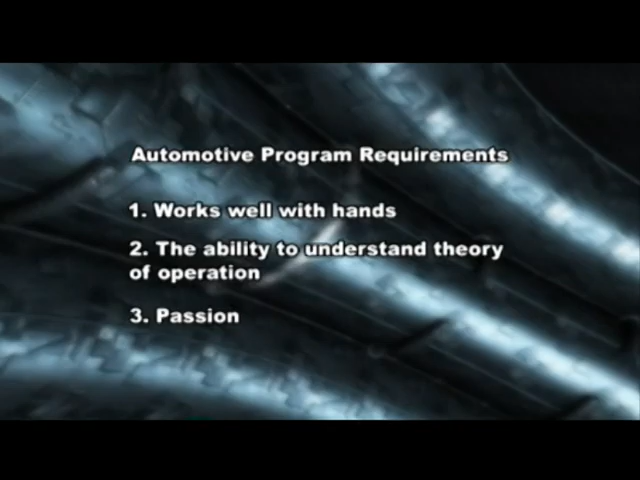 Automotive Program Requirements
1. Works well with hands
2. The ability to understand theory
of operation
3. Passion